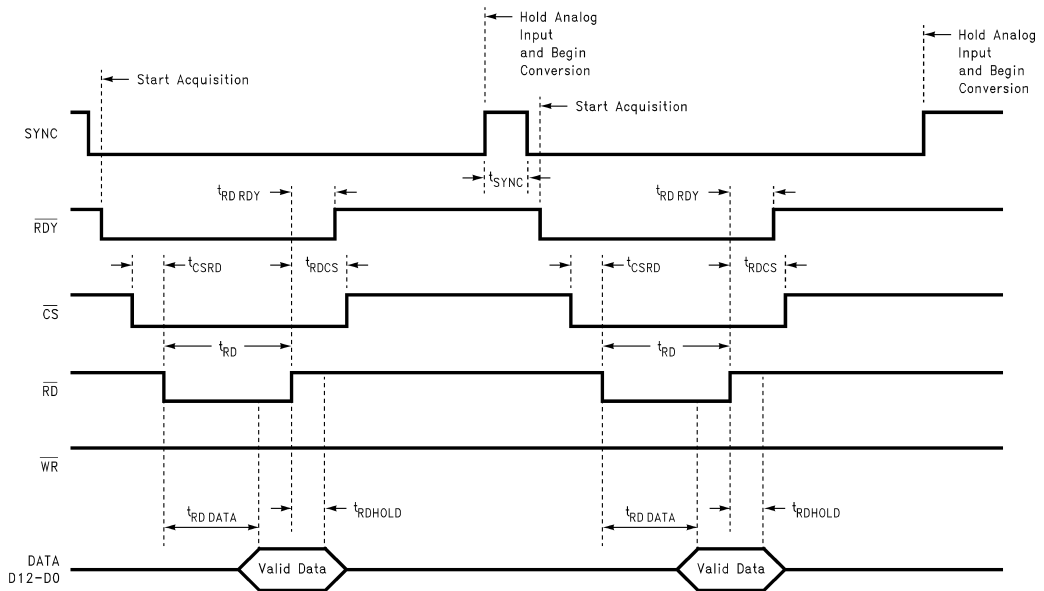 Hold Analog
Input
and Begin
Conversion
Hold Analog
Input
and Begin
Conversion
Start Acquisition
Start Acquisition
SYNC
tSYNC
tRD RDY
tRD RDY
RDY
tCSRD
tRDCS
tCSRD
tRDCS
CS
tRD
tRD
RD
WR
tRD DATA
tRDHOLD
tRD DATA
tRDHOLD
DATA
D12-D0
Valid Data
Valid Data